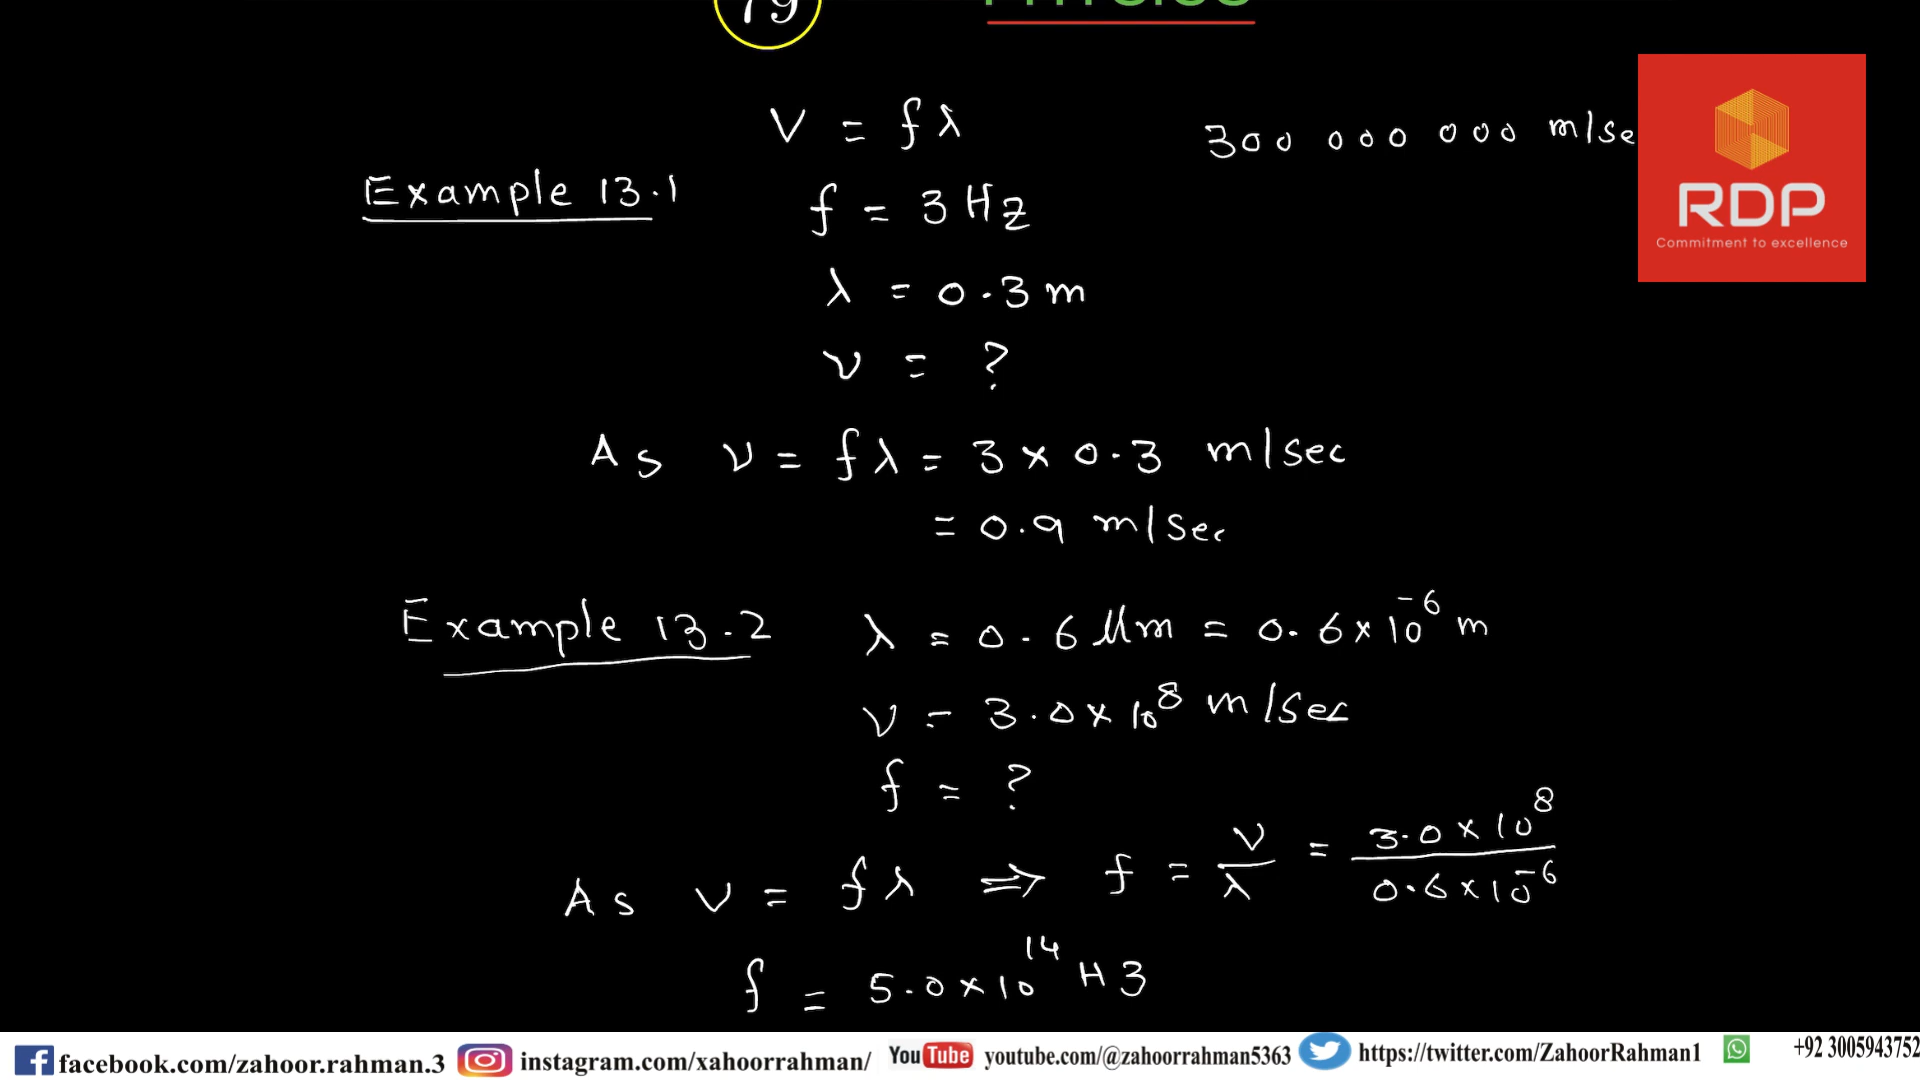 79
V = fλ
300 000 000 m/se
RDP
Commitment to excellence
Example 13.1
f = 3 Hz
λ = 0.3 m
ν = ?
As ν = fλ = 3 × 0.3 m/sec
= 0.9 m/sec
Example 13.2
λ = 0.6 μm = 0.6×10⁻⁶ m
ν = 3.0×10⁸ m/sec
f = ?
As ν = fλ ⇒ f = ν/λ = 3.0×10⁸/0.6×10⁻⁶
f = 5.0×10¹⁴ Hz
facebook.com/zahoor.rahman.3 instagram.com/xahoorrahman/ YouTube youtube.com/@zahoorrahman5363 https://twitter.com/ZahoorRahman1 +92 3005943752